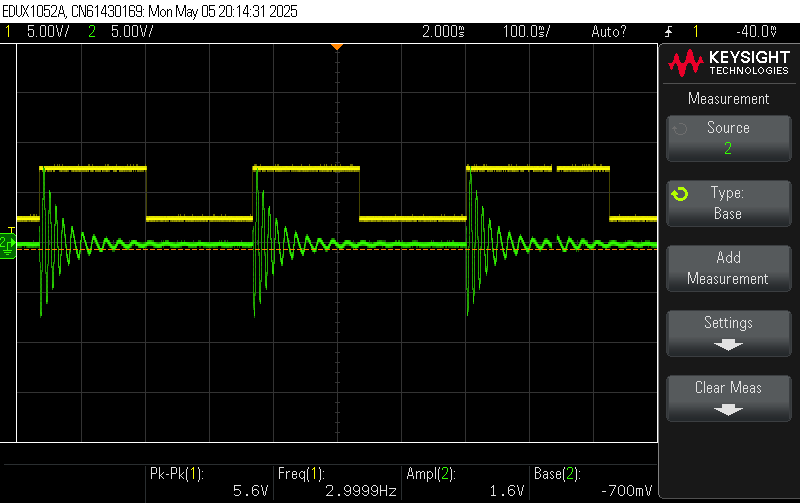 EDUX1052A, CN61430169: Mon May 05 20:14:31 2025
1 5.00V/ 2 5.00V/ 2.000s 100.0s/ Auto? 1 -40.0V
KEYSIGHT
TECHNOLOGIES
Measurement
Source
2
Type:
Base
Add
Measurement
Settings
Clear Meas
T
2
Pk-Pk(1): Freq(1): Ampl(2): Base(2):
5.6V 2.9999Hz 1.6V -700mV